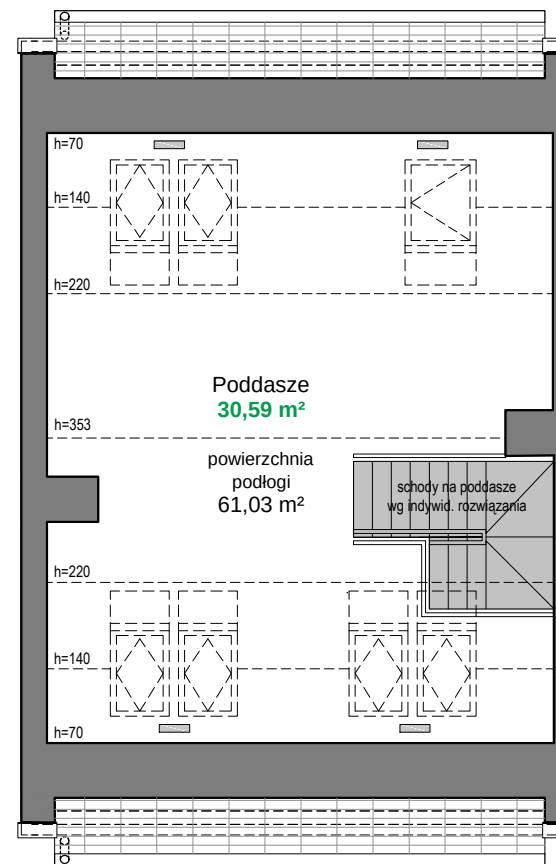 h=70
h=140
h=220
Poddasze
30,59 m²
h=353
powierzchnia
podłogi
61,03 m²
schody na poddasze
wg indywid. rozwiązania
h=220
h=140
h=70